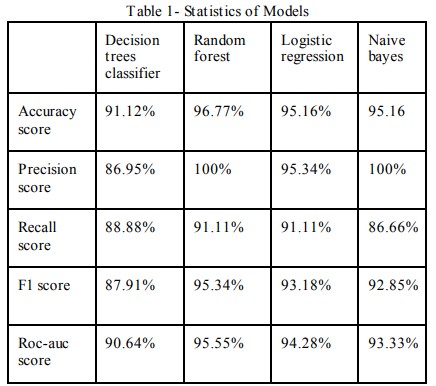 Table 1- Statistics of Models
Decision trees classifier Random forest Logistic regression Naive bayes
Accuracy score 91.12% 96.77% 95.16% 95.16
Precision score 86.95% 100% 95.34% 100%
Recall score 88.88% 91.11% 91.11% 86.66%
F1 score 87.91% 95.34% 93.18% 92.85%
Roc-auc score 90.64% 95.55% 94.28% 93.33%